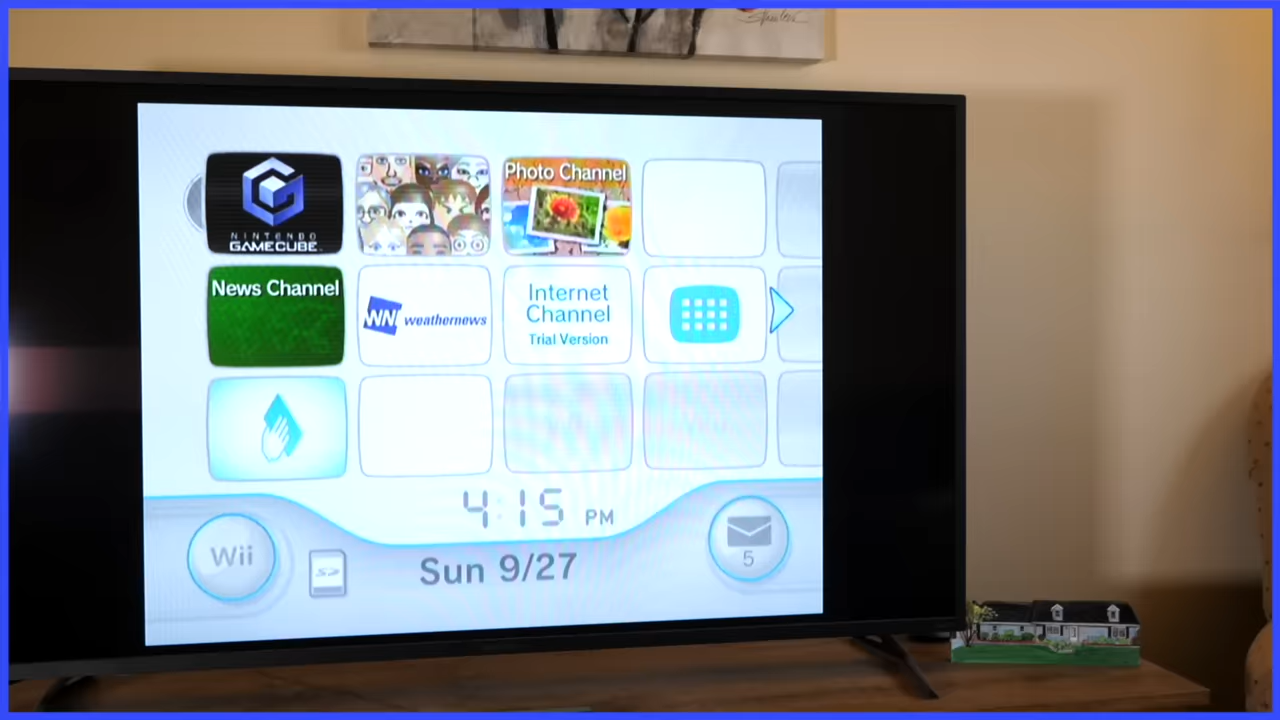 NINTENDO
GAMECUBE
Photo Channel
News Channel
WNI weathernews
Internet
Channel
Trial Version
4:15 PM
Wii
SD
Sun 9/27
5